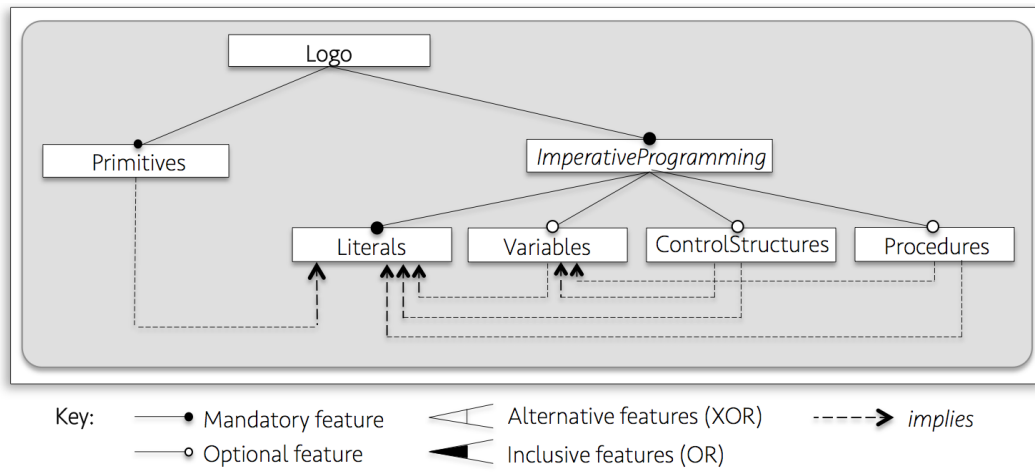 Logo
Primitives
ImperativeProgramming
Literals
Variables
ControlStructures
Procedures
Key:
Mandatory feature
Alternative features (XOR)
implies
Optional feature
Inclusive features (OR)